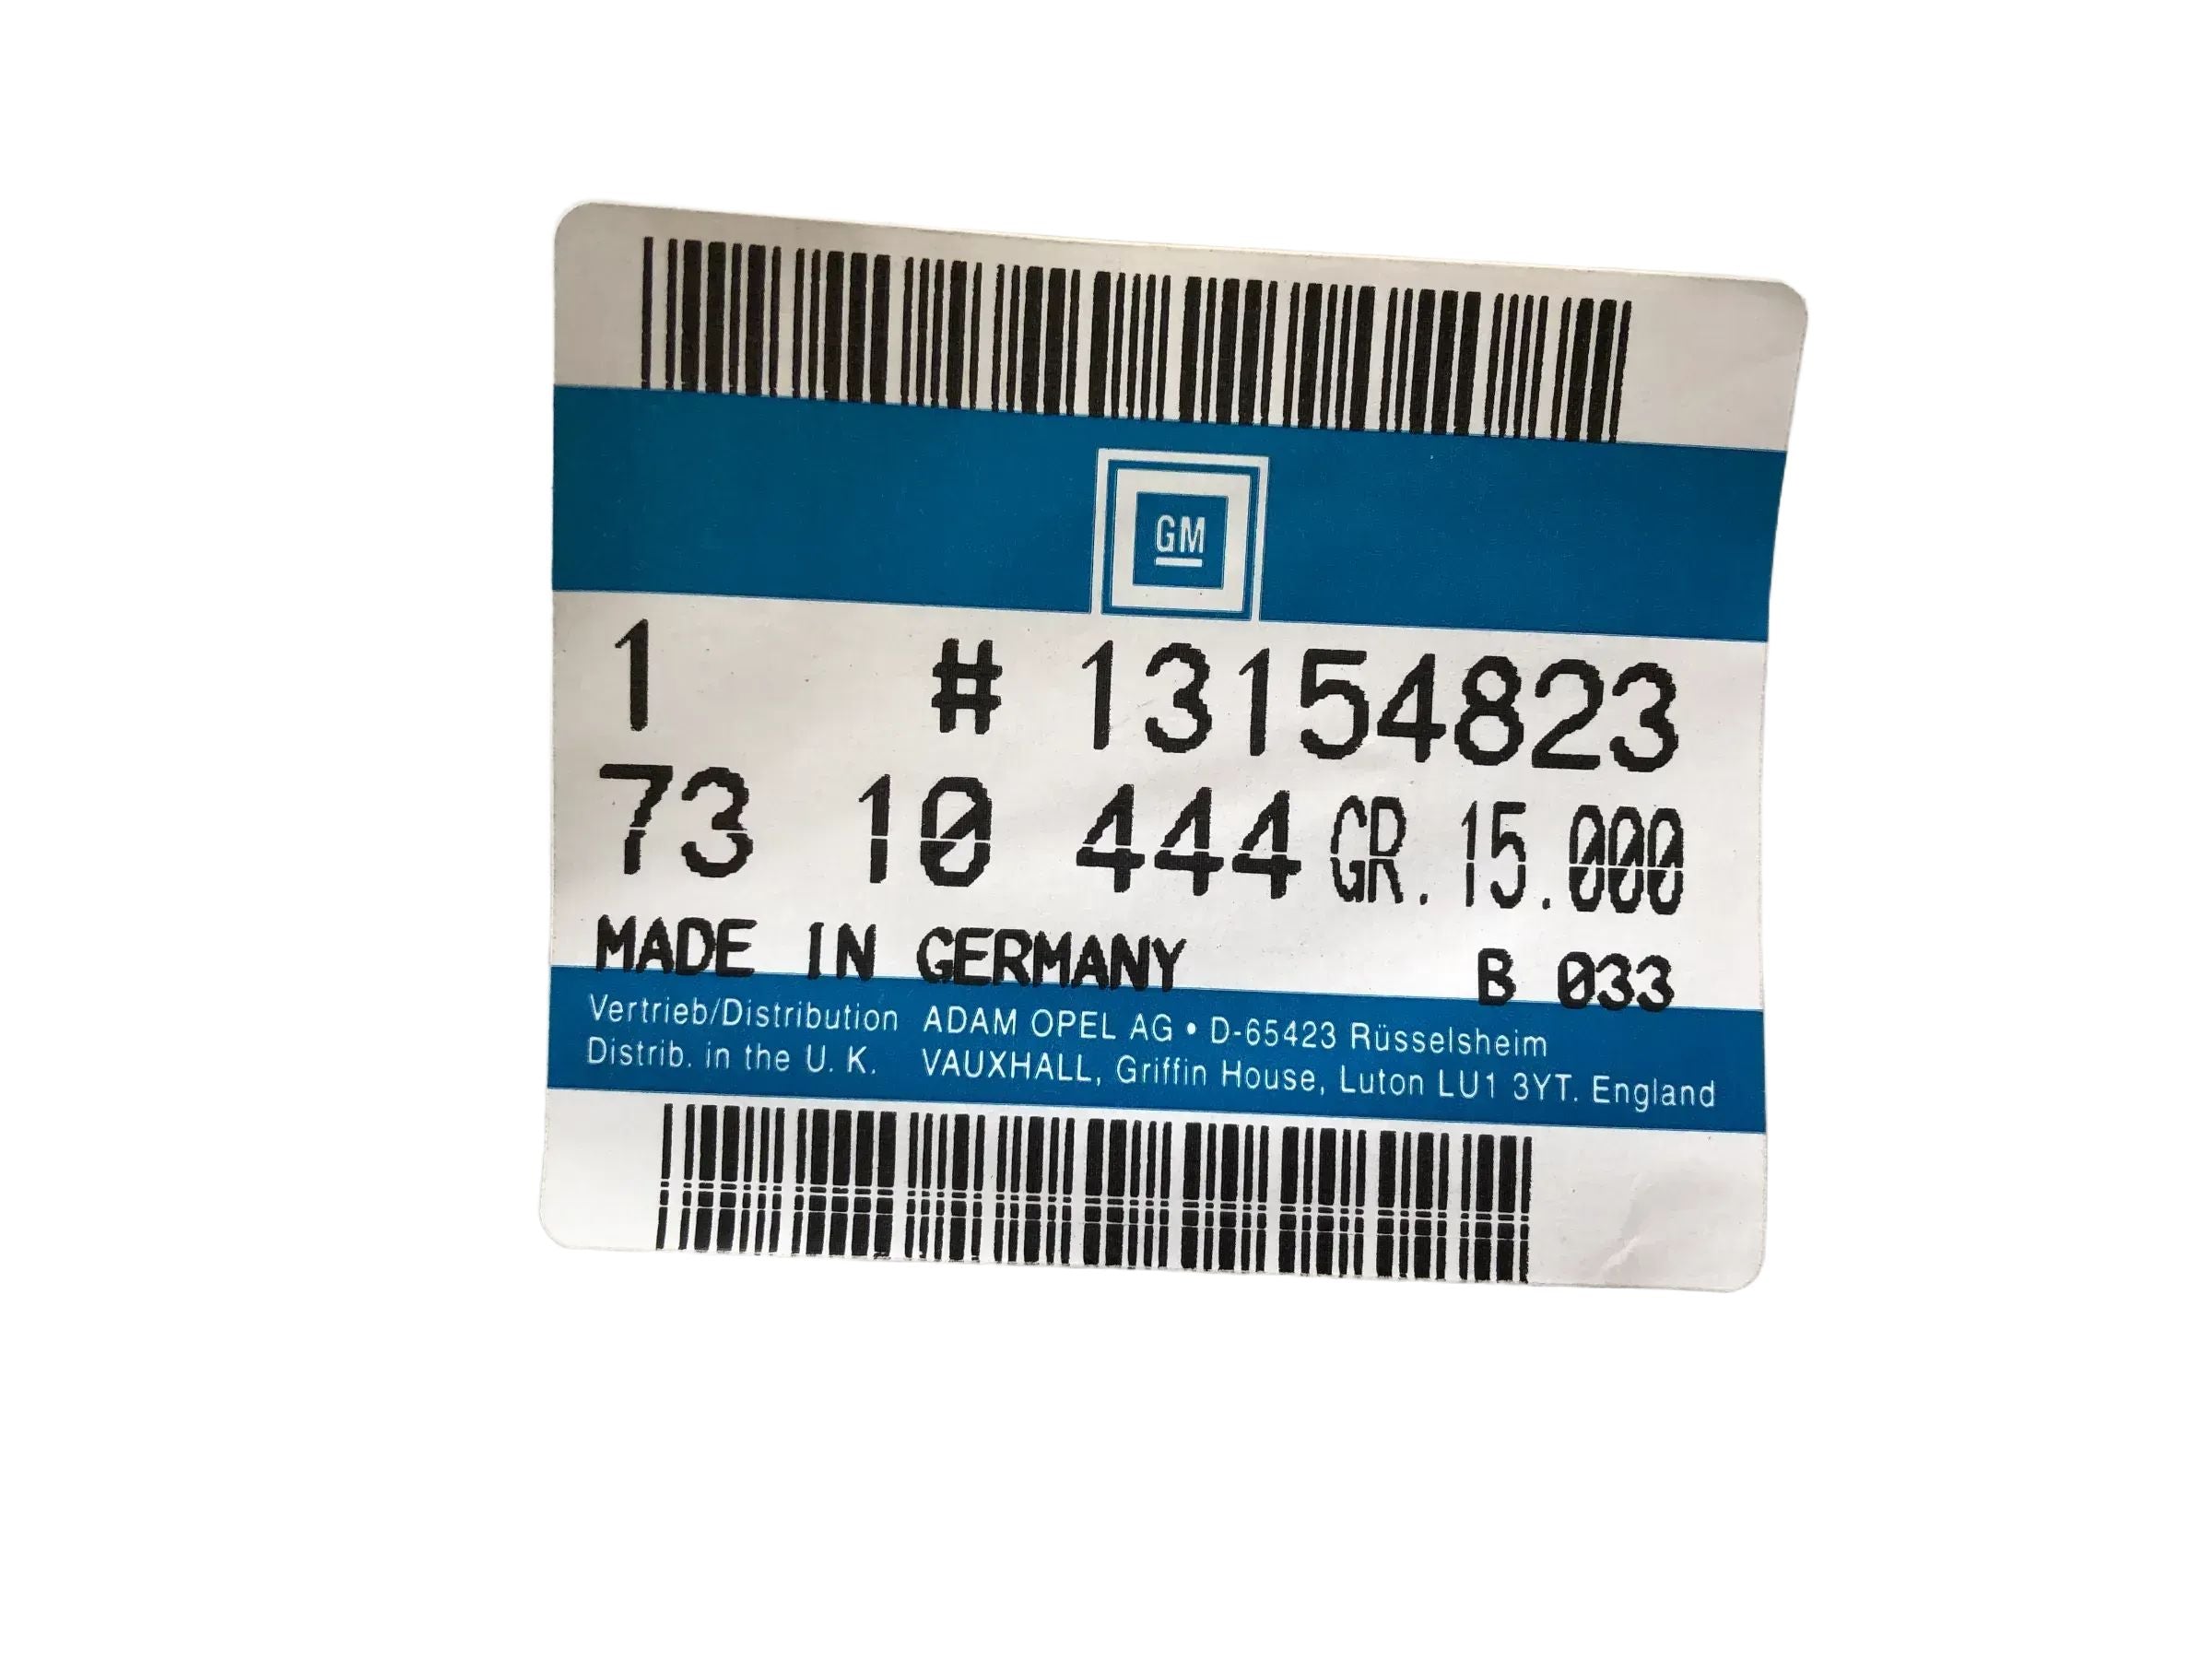 GM
1 # 13154823
73 10 444 GR. 15.000
MADE IN GERMANY B 033
Vertrieb/Distribution ADAM OPEL AG • D-65423 Rüsselsheim
Distrib. in the U. K. VAUXHALL, Griffin House, Luton LU1 3YT. England